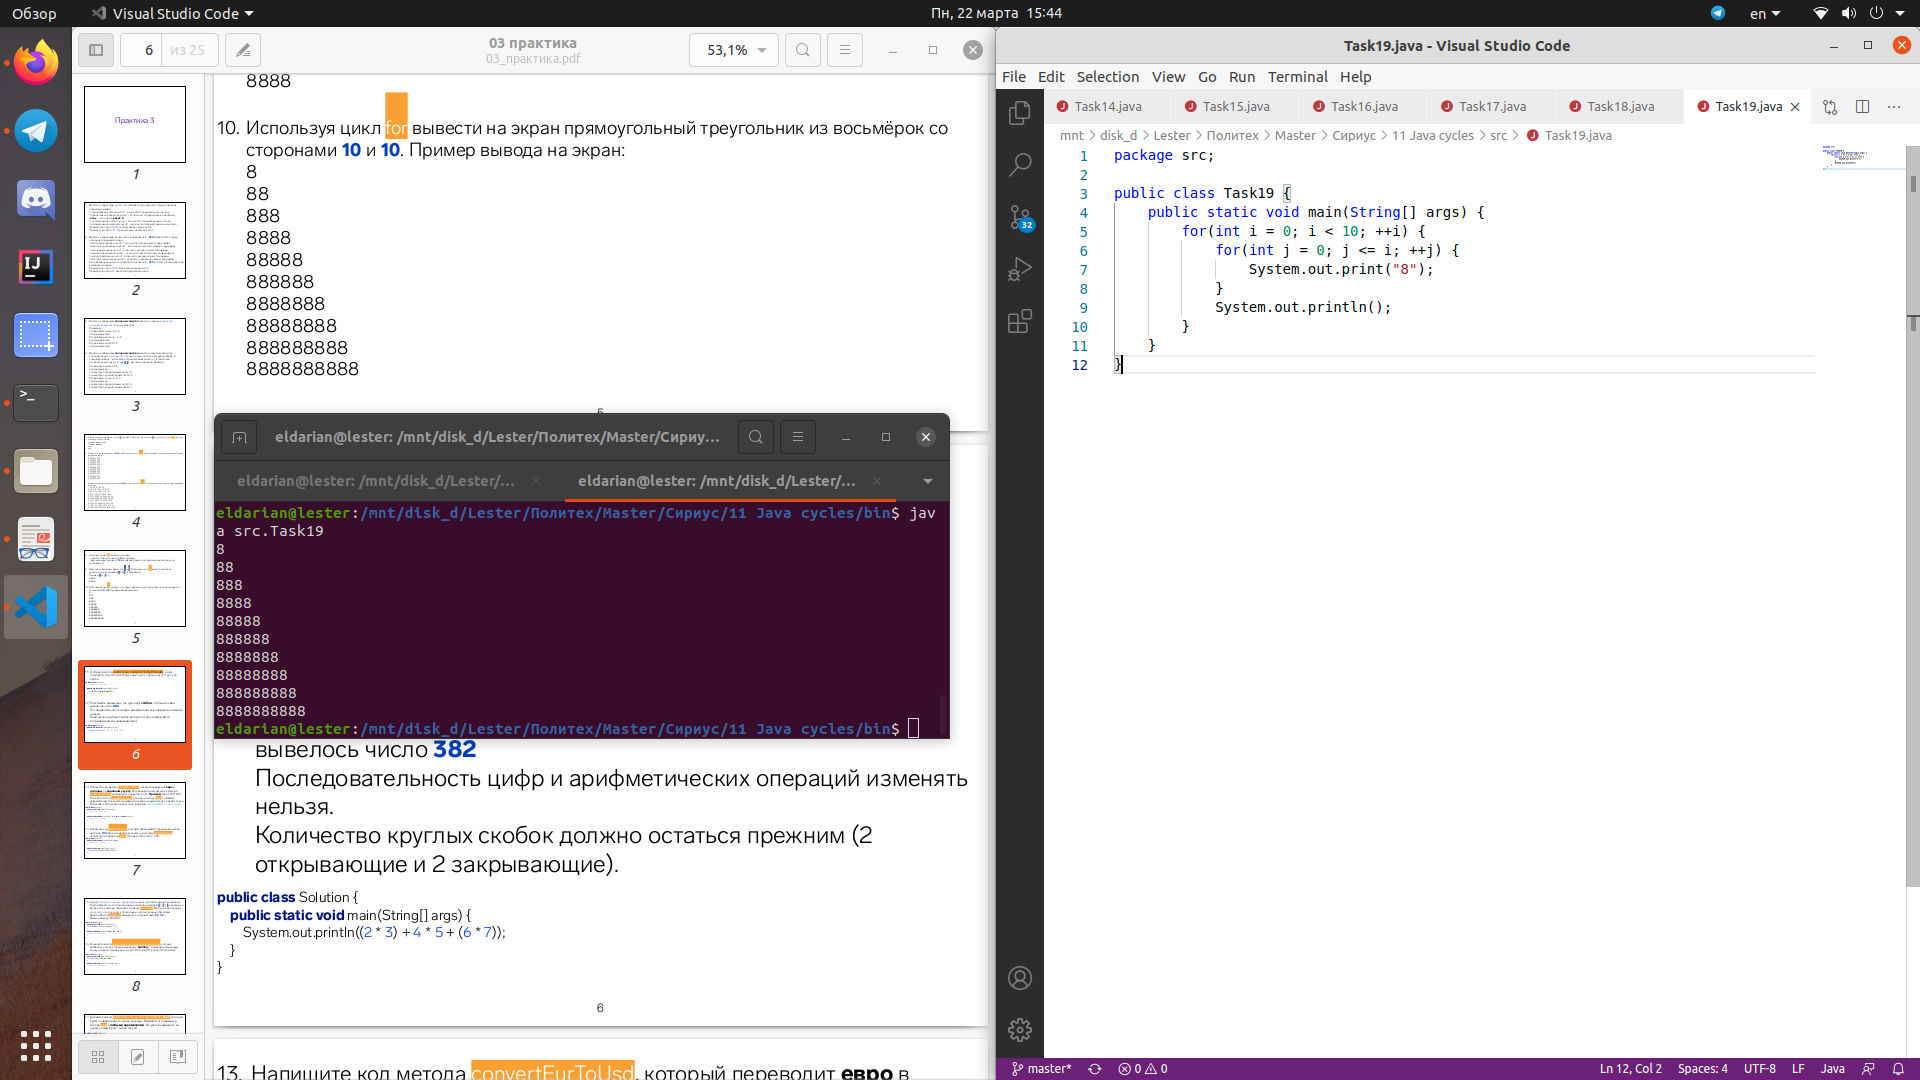 Обзор
Visual Studio Code
Пн, 22 марта 15:44
en
6
из 25
03 практика
03_практика.pdf
53,1%
Практика 3
1
2
3
4
5
6
7
8
8888
10. Используя цикл for вывести на экран прямоугольный треугольник из восьмёрок со
сторонами 10 и 10. Пример вывода на экран:
8
88
888
8888
88888
888888
8888888
88888888
888888888
8888888888
eldarian@lester: /mnt/disk_d/Lester/Политех/Master/Сириу...
eldarian@lester: /mnt/disk_d/Lester/...
eldarian@lester: /mnt/disk_d/Lester/...
eldarian@lester:/mnt/disk_d/Lester/Политех/Master/Сириус/11 Java cycles/bin$ jav
a src.Task19
8
88
888
8888
88888
888888
8888888
88888888
888888888
8888888888
eldarian@lester:/mnt/disk_d/Lester/Политех/Master/Сириус/11 Java cycles/bin$
вывелось число 382
Последовательность цифр и арифметических операций изменять
нельзя.
Количество круглых скобок должно остаться прежним (2
открывающие и 2 закрывающие).
public class Solution {
public static void main(String[] args) {
System.out.println((2 * 3) + 4 * 5 + (6 * 7));
}
}
6
13. Напишите код метода convertEurToUsd, который переводит евро в
Task19.java - Visual Studio Code
File Edit Selection View Go Run Terminal Help
Task14.java
Task15.java
Task16.java
Task17.java
Task18.java
Task19.java
mnt > disk_d > Lester > Политех > Master > Сириус > 11 Java cycles > src > Task19.java
32
1 package src;
2
3 public class Task19 {
4 public static void main(String[] args) {
5 for(int i = 0; i < 10; ++i) {
6 for(int j = 0; j <= i; ++j) {
7 System.out.print("8");
8 }
9 System.out.println();
10 }
11 }
12 }
master*
0 0
Ln 12, Col 2
Spaces: 4
UTF-8
LF
Java